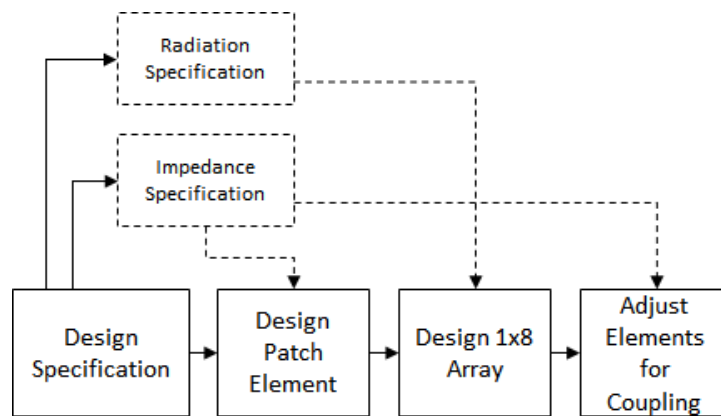 Radiation
Specification
Impedance
Specification
Design
Specification
Design
Patch
Element
Design 1x8
Array
Adjust
Elements
for
Coupling